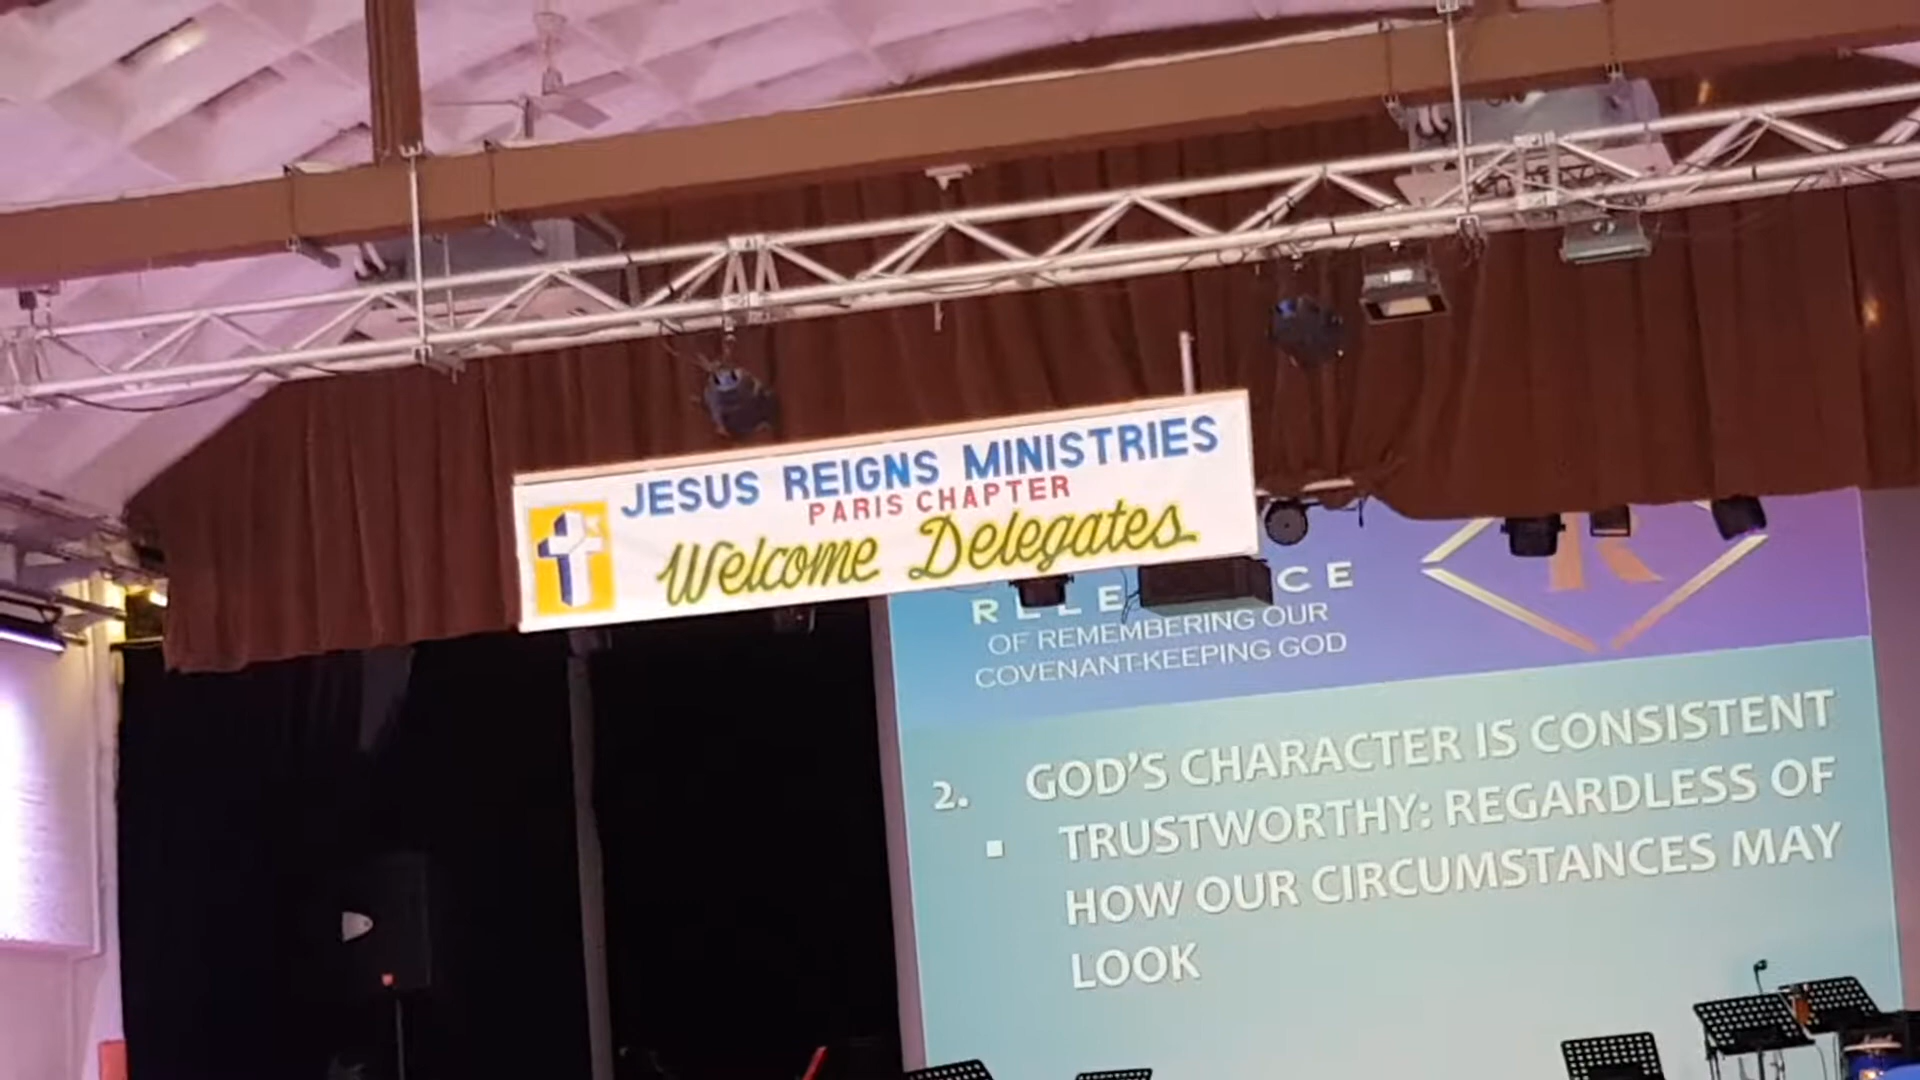 JESUS REIGNS MINISTRIES
PARIS CHAPTER
Welcome Delegates
OF REMEMBERING OUR
COVENANT-KEEPING GOD
2. GOD'S CHARACTER IS CONSISTENT
▪ TRUSTWORTHY: REGARDLESS OF
HOW OUR CIRCUMSTANCES MAY
LOOK